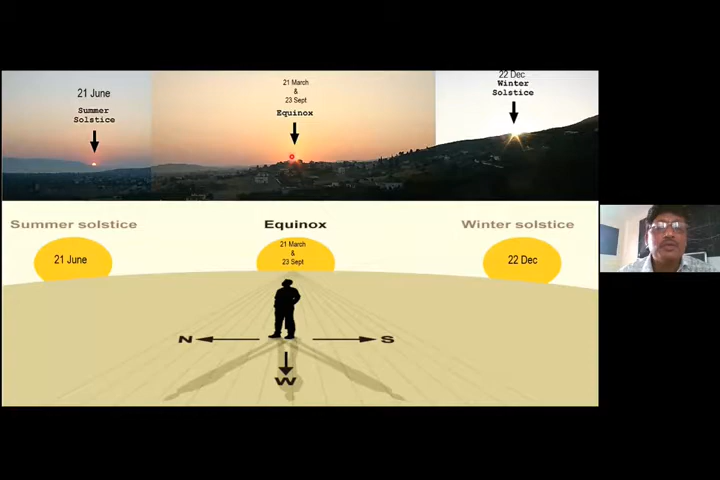 21 June
Summer
Solstice
21 March
&
23 Sept
Equinox
22 Dec
Winter
Solstice
Summer solstice
Equinox
Winter solstice
21 June
21 March
&
23 Sept
22 Dec
N
S
W